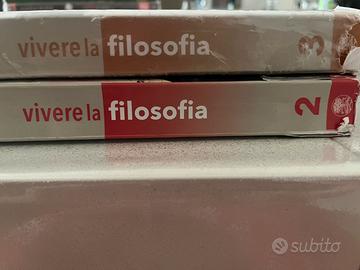 vivere la filosofia 3
vivere la filosofia 2
subito